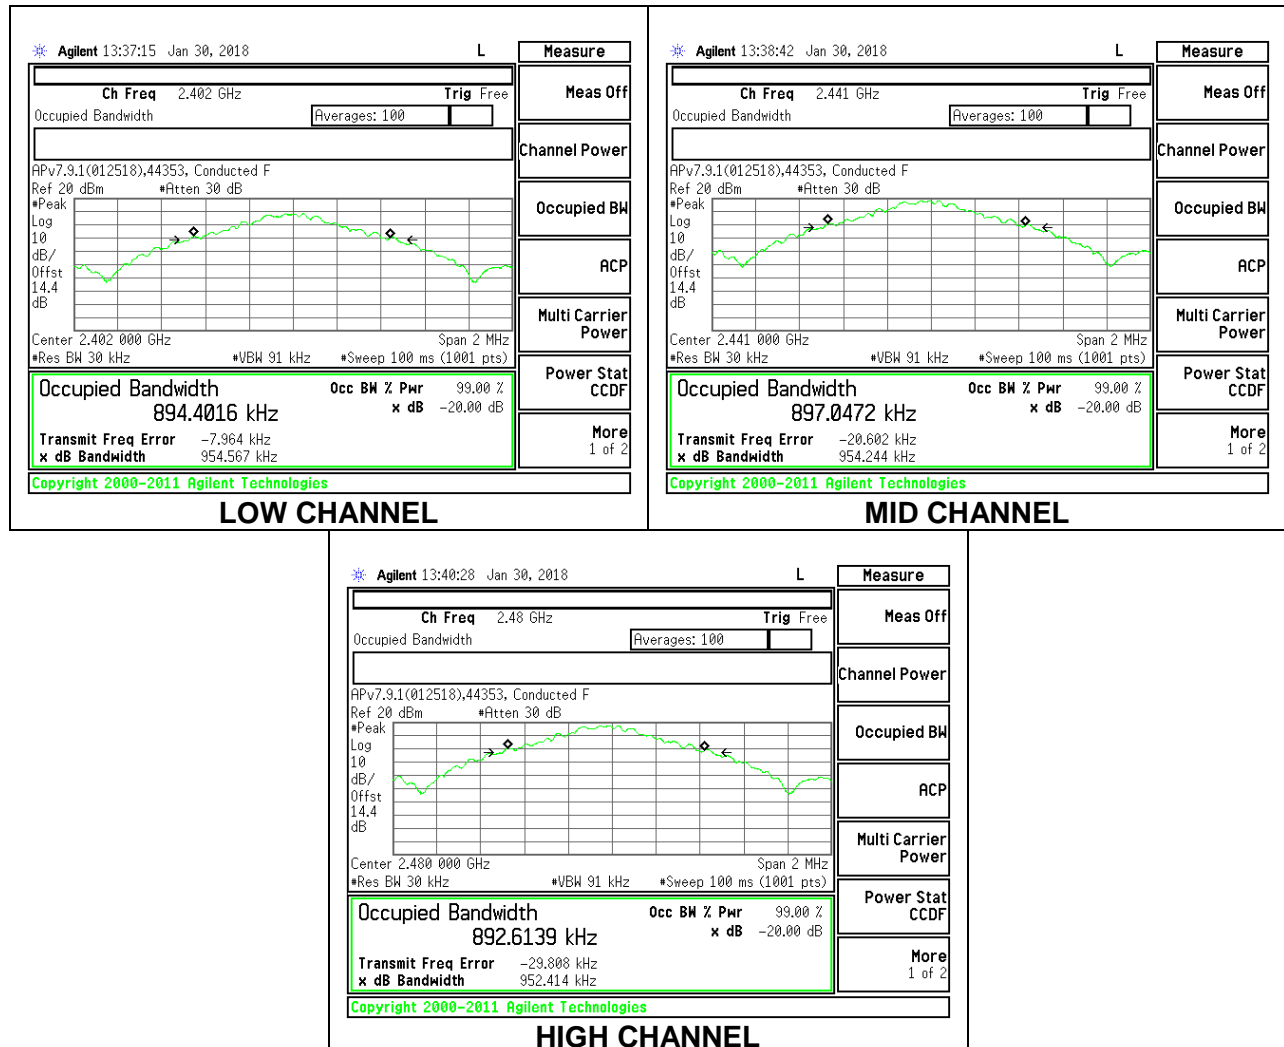 Agilent 13:37:15 Jan 30, 2018 L Measure
Ch Freq 2.402 GHz Trig Free
Occupied Bandwidth Averages: 100
APv7.9.1(012518),44353, Conducted F
Ref 20 dBm #Atten 30 dB
#Peak
Log
10
dB/
Offst
14.4
dB
Center 2.402 000 GHz Span 2 MHz
#Res BW 30 kHz #VBW 91 kHz #Sweep 100 ms (1001 pts)
Occupied Bandwidth Occ BW % Pwr 99.00 %
894.4016 kHz x dB -20.00 dB
Transmit Freq Error -7.964 kHz
x dB Bandwidth 954.567 kHz
Copyright 2000-2011 Agilent Technologies
Meas Off
Channel Power
Occupied BW
ACP
Multi Carrier
Power
Power Stat
CCDF
More
1 of 2
LOW CHANNEL
Agilent 13:38:42 Jan 30, 2018 L Measure
Ch Freq 2.441 GHz Trig Free
Occupied Bandwidth Averages: 100
APv7.9.1(012518),44353, Conducted F
Ref 20 dBm #Atten 30 dB
#Peak
Log
10
dB/
Offst
14.4
dB
Center 2.441 000 GHz Span 2 MHz
#Res BW 30 kHz #VBW 91 kHz #Sweep 100 ms (1001 pts)
Occupied Bandwidth Occ BW % Pwr 99.00 %
897.0472 kHz x dB -20.00 dB
Transmit Freq Error -20.602 kHz
x dB Bandwidth 954.244 kHz
Copyright 2000-2011 Agilent Technologies
Meas Off
Channel Power
Occupied BW
ACP
Multi Carrier
Power
Power Stat
CCDF
More
1 of 2
MID CHANNEL
Agilent 13:40:28 Jan 30, 2018 L Measure
Ch Freq 2.48 GHz Trig Free
Occupied Bandwidth Averages: 100
APv7.9.1(012518),44353, Conducted F
Ref 20 dBm #Atten 30 dB
#Peak
Log
10
dB/
Offst
14.4
dB
Center 2.480 000 GHz Span 2 MHz
#Res BW 30 kHz #VBW 91 kHz #Sweep 100 ms (1001 pts)
Occupied Bandwidth Occ BW % Pwr 99.00 %
892.6139 kHz x dB -20.00 dB
Transmit Freq Error -29.808 kHz
x dB Bandwidth 952.414 kHz
Copyright 2000-2011 Agilent Technologies
Meas Off
Channel Power
Occupied BW
ACP
Multi Carrier
Power
Power Stat
CCDF
More
1 of 2
HIGH CHANNEL